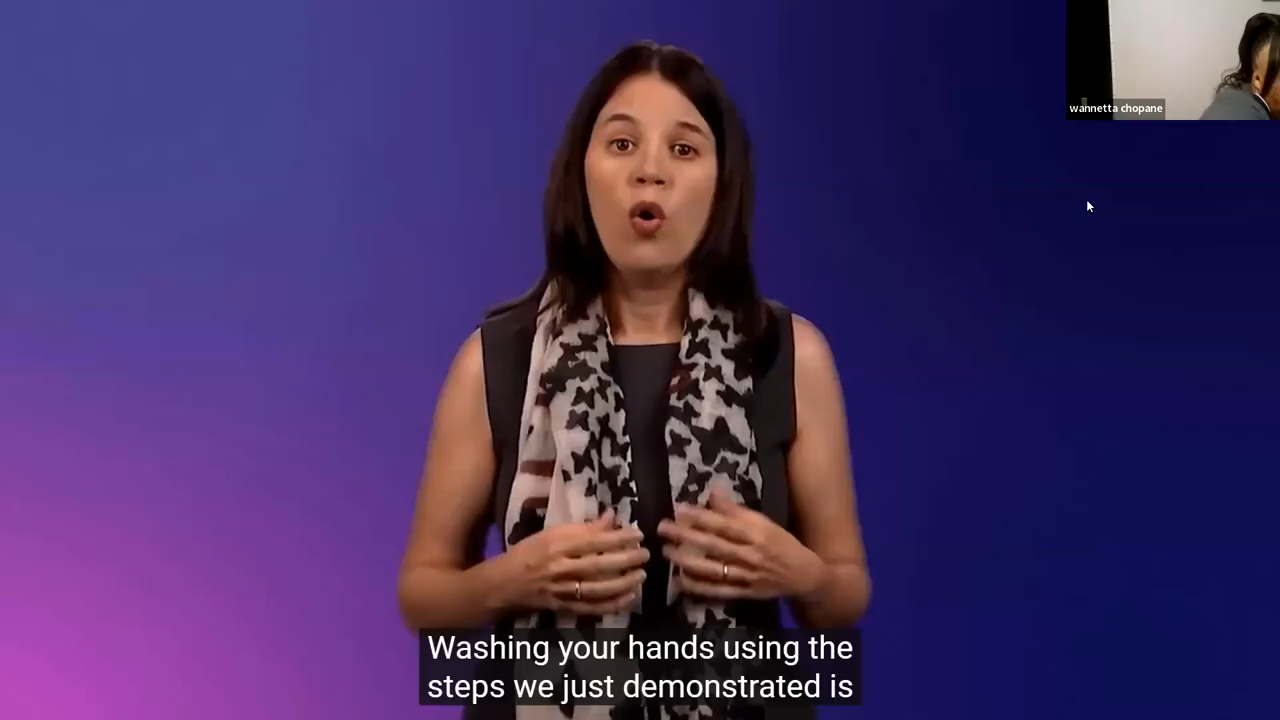 wannetta chopane
Washing your hands using the
steps we just demonstrated is